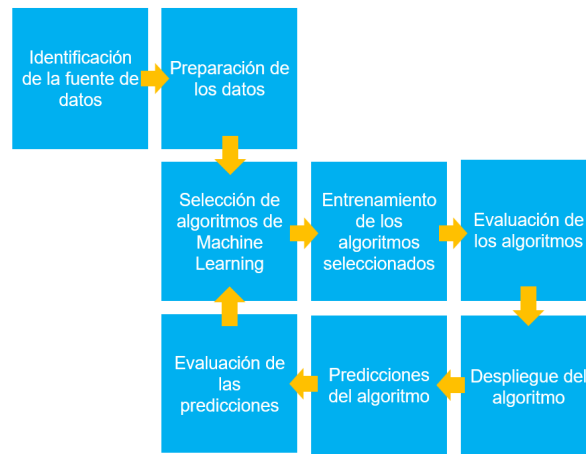 Identificación
de la fuente de
datos
Preparación de
los datos
Selección de
algoritmos de
Machine
Learning
Entrenamiento
de los
algoritmos
seleccionados
Evaluación de
los algoritmos
Despliegue del
algoritmo
Predicciones
del algoritmo
Evaluación de
las
predicciones